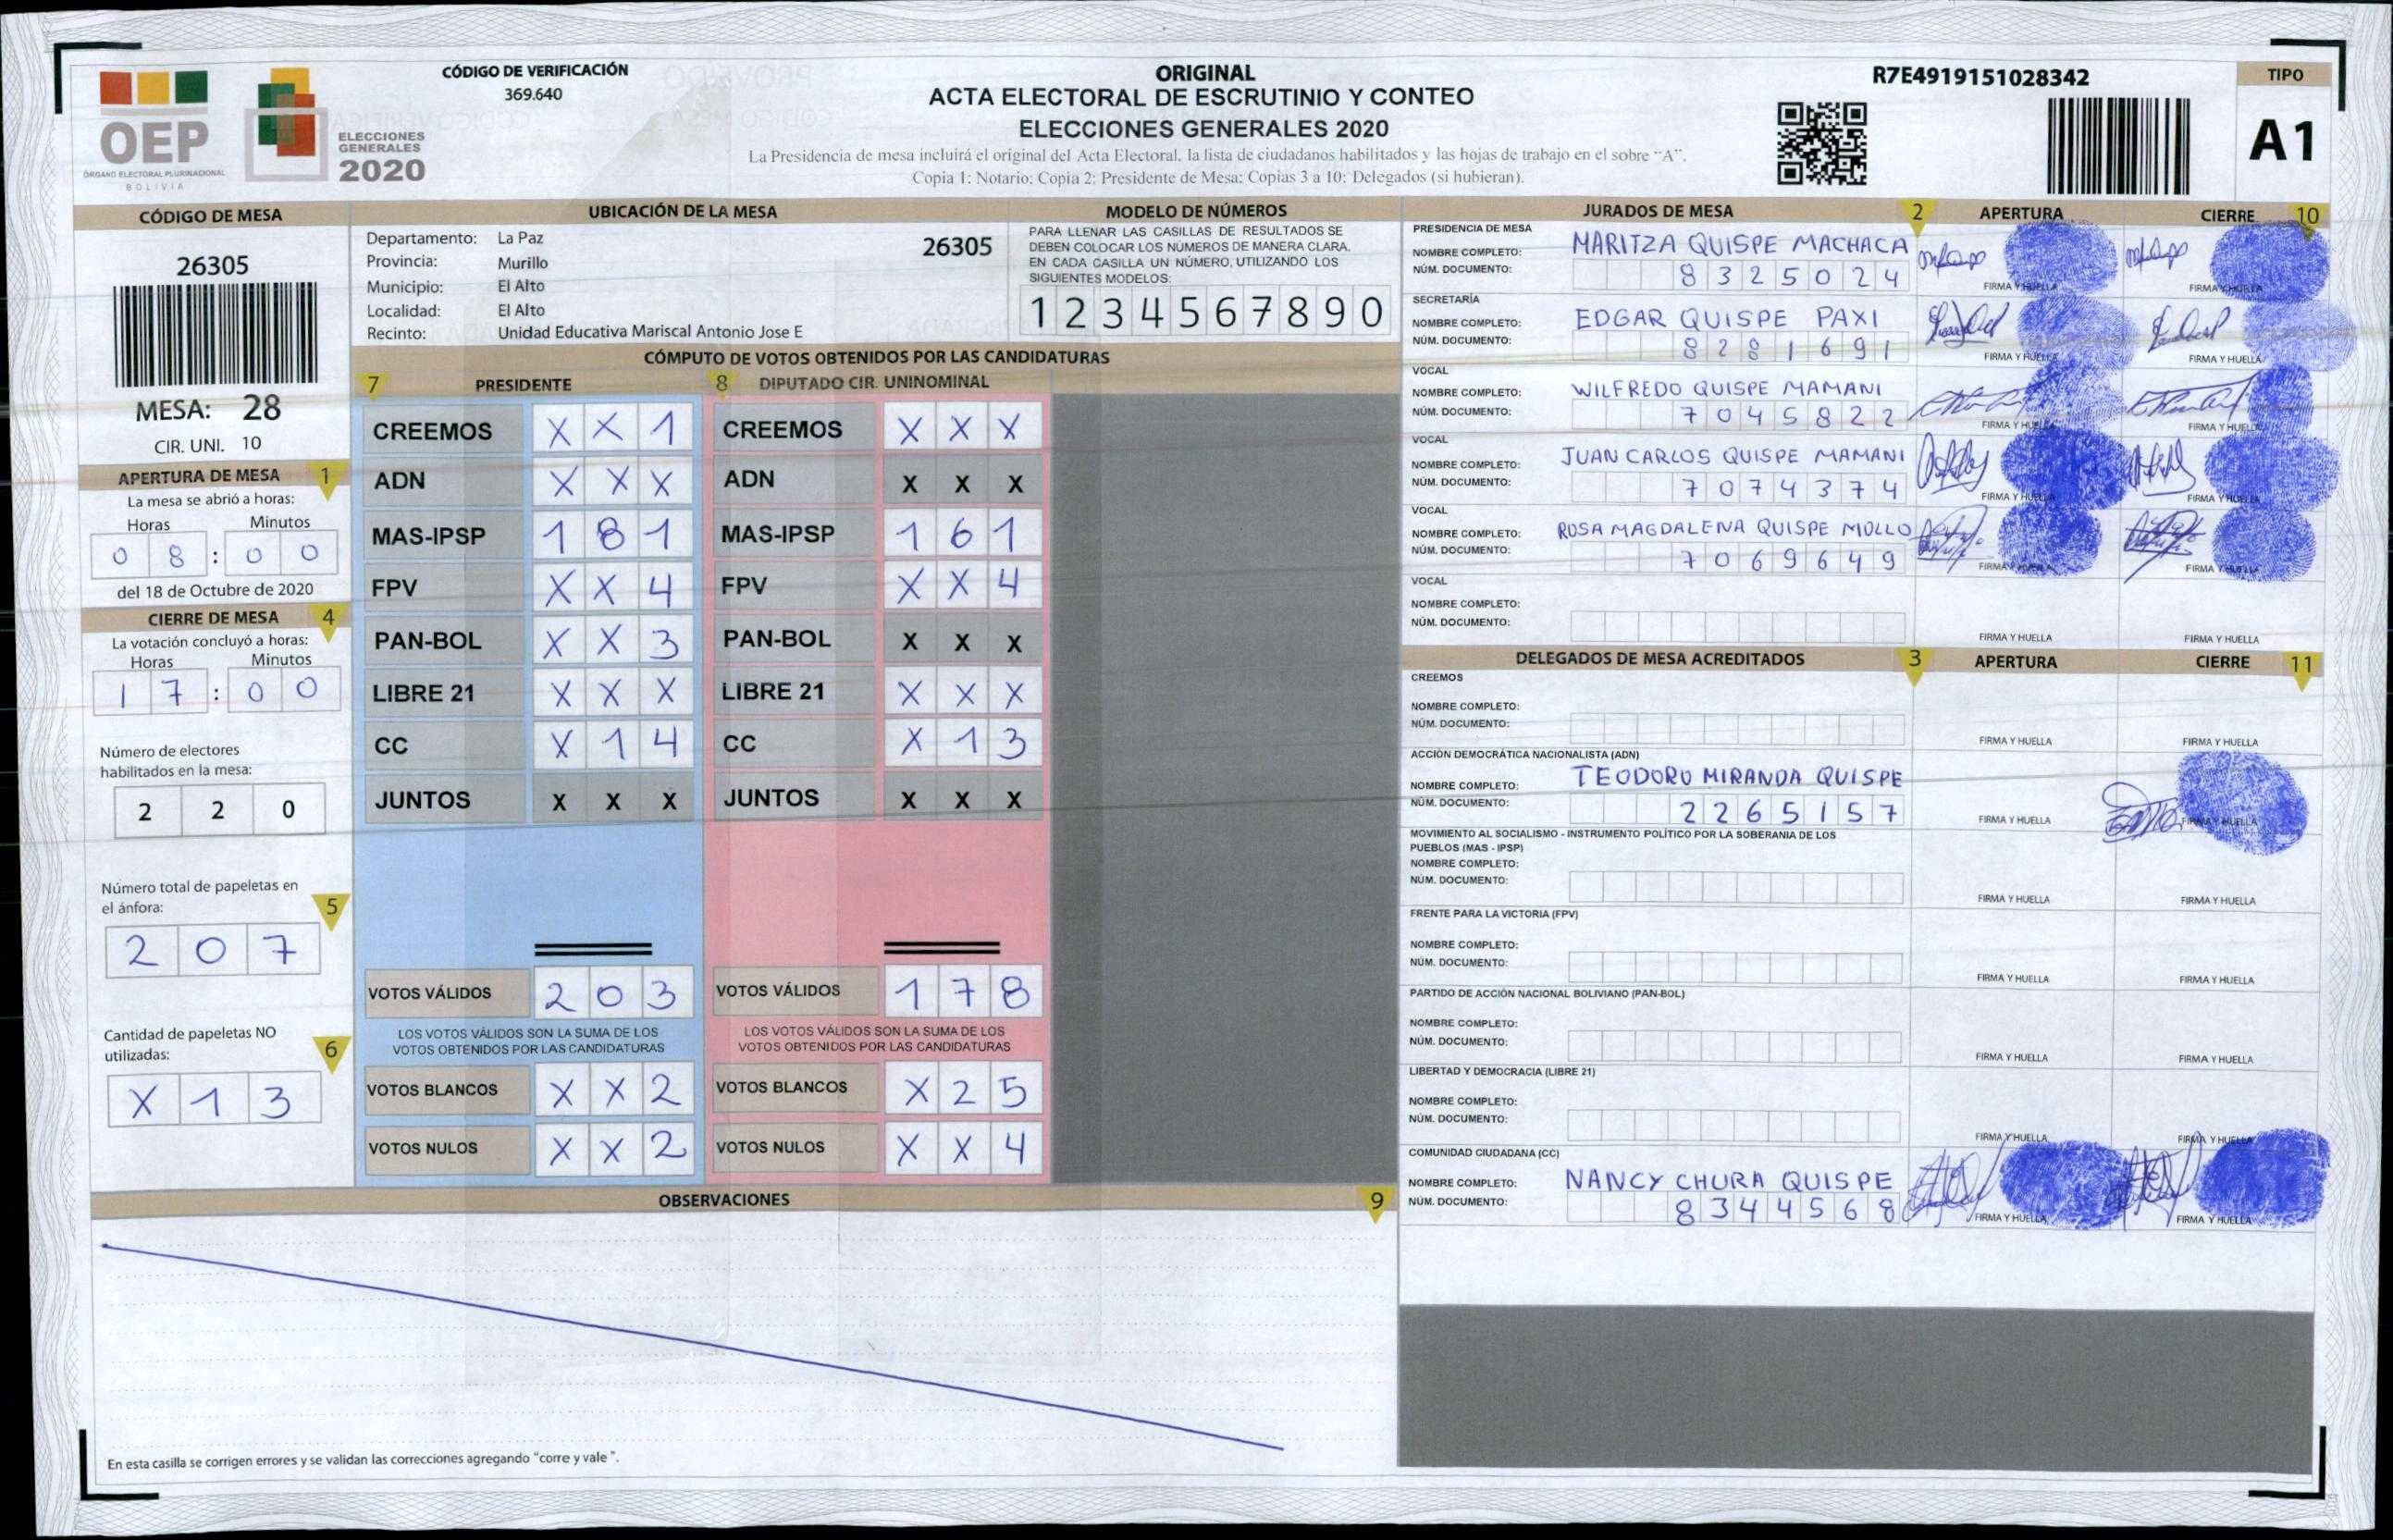 CÓDIGO DE VERIFICACIÓN
369.640
OEP
ÓRGANO ELECTORAL PLURINACIONAL
BOLIVIA
ELECCIONES
GENERALES
2020
ORIGINAL
ACTA ELECTORAL DE ESCRUTINIO Y CONTEO
ELECCIONES GENERALES 2020
La Presidencia de mesa incluirá el original del Acta Electoral, la lista de ciudadanos habilitados y las hojas de trabajo en el sobre "A".
Copia 1: Notario; Copia 2: Presidente de Mesa; Copias 3 a 10: Delegados (si hubieran).
R7E4919151028342
TIPO
A1
CÓDIGO DE MESA
26305
MESA: 28
CIR. UNI. 10
APERTURA DE MESA 1
La mesa se abrió a horas:
Horas Minutos
0 8 : 0 0
del 18 de Octubre de 2020
CIERRE DE MESA 4
La votación concluyó a horas:
Horas Minutos
1 7 : 0 0
Número de electores
habilitados en la mesa:
2 2 0
Número total de papeletas en
el ánfora: 5
2 0 7
Cantidad de papeletas NO
utilizadas: 6
X 1 3
UBICACIÓN DE LA MESA
Departamento: La Paz 26305
Provincia: Murillo
Municipio: El Alto
Localidad: El Alto
Recinto: Unidad Educativa Mariscal Antonio Jose E
MODELO DE NÚMEROS
PARA LLENAR LAS CASILLAS DE RESULTADOS SE
DEBEN COLOCAR LOS NÚMEROS DE MANERA CLARA.
EN CADA CASILLA UN NÚMERO, UTILIZANDO LOS
SIGUIENTES MODELOS:
1 2 3 4 5 6 7 8 9 0
CÓMPUTO DE VOTOS OBTENIDOS POR LAS CANDIDATURAS
7 PRESIDENTE 8 DIPUTADO CIR. UNINOMINAL
CREEMOS X X 1 CREEMOS X X X
ADN X X X ADN X X X
MAS-IPSP 1 8 1 MAS-IPSP 1 6 1
FPV X X 4 FPV X X 4
PAN-BOL X X 3 PAN-BOL X X X
LIBRE 21 X X X LIBRE 21 X X X
CC X 1 4 CC X 1 3
JUNTOS X X X JUNTOS X X X
VOTOS VÁLIDOS 2 0 3 VOTOS VÁLIDOS 1 7 8
LOS VOTOS VÁLIDOS SON LA SUMA DE LOS LOS VOTOS VÁLIDOS SON LA SUMA DE LOS
VOTOS OBTENIDOS POR LAS CANDIDATURAS VOTOS OBTENIDOS POR LAS CANDIDATURAS
VOTOS BLANCOS X X 2 VOTOS BLANCOS X 2 5
VOTOS NULOS X X 2 VOTOS NULOS X X 4
OBSERVACIONES 9
En esta casilla se corrigen errores y se validan las correcciones agregando "corre y vale ".
JURADOS DE MESA 2 APERTURA CIERRE 10
PRESIDENCIA DE MESA
NOMBRE COMPLETO: MARITZA QUISPE MACHACA
NÚM. DOCUMENTO: 8 3 2 5 0 2 4
FIRMA Y HUELLA FIRMA Y HUELLA
SECRETARÍA
NOMBRE COMPLETO: EDGAR QUISPE PAXI
NÚM. DOCUMENTO: 8 2 8 1 6 9 1
FIRMA Y HUELLA FIRMA Y HUELLA
VOCAL
NOMBRE COMPLETO: WILFREDO QUISPE MAMANI
NÚM. DOCUMENTO: 7 0 4 5 8 2 2
FIRMA Y HUELLA FIRMA Y HUELLA
VOCAL
NOMBRE COMPLETO: JUAN CARLOS QUISPE MAMANI
NÚM. DOCUMENTO: 7 0 7 4 3 7 4
FIRMA Y HUELLA FIRMA Y HUELLA
VOCAL
NOMBRE COMPLETO: ROSA MAGDALENA QUISPE MOLLO
NÚM. DOCUMENTO: 7 0 6 9 6 4 9
FIRMA Y HUELLA FIRMA Y HUELLA
VOCAL
NOMBRE COMPLETO:
NÚM. DOCUMENTO:
FIRMA Y HUELLA FIRMA Y HUELLA
DELEGADOS DE MESA ACREDITADOS 3 APERTURA CIERRE 11
CREEMOS
NOMBRE COMPLETO:
NÚM. DOCUMENTO:
FIRMA Y HUELLA FIRMA Y HUELLA
ACCIÓN DEMOCRÁTICA NACIONALISTA (ADN)
NOMBRE COMPLETO: TEODORO MIRANDA QUISPE
NÚM. DOCUMENTO: 2 2 6 5 1 5 7
FIRMA Y HUELLA FIRMA Y HUELLA
MOVIMIENTO AL SOCIALISMO - INSTRUMENTO POLÍTICO POR LA SOBERANIA DE LOS
PUEBLOS (MAS - IPSP)
NOMBRE COMPLETO:
NÚM. DOCUMENTO:
FIRMA Y HUELLA FIRMA Y HUELLA
FRENTE PARA LA VICTORIA (FPV)
NOMBRE COMPLETO:
NÚM. DOCUMENTO:
FIRMA Y HUELLA FIRMA Y HUELLA
PARTIDO DE ACCIÓN NACIONAL BOLIVIANO (PAN-BOL)
NOMBRE COMPLETO:
NÚM. DOCUMENTO:
FIRMA Y HUELLA FIRMA Y HUELLA
LIBERTAD Y DEMOCRACIA (LIBRE 21)
NOMBRE COMPLETO:
NÚM. DOCUMENTO:
FIRMA Y HUELLA FIRMA Y HUELLA
COMUNIDAD CIUDADANA (CC)
NOMBRE COMPLETO: NANCY CHURA QUISPE
NÚM. DOCUMENTO: 8 3 4 4 5 6 8
FIRMA Y HUELLA FIRMA Y HUELLA